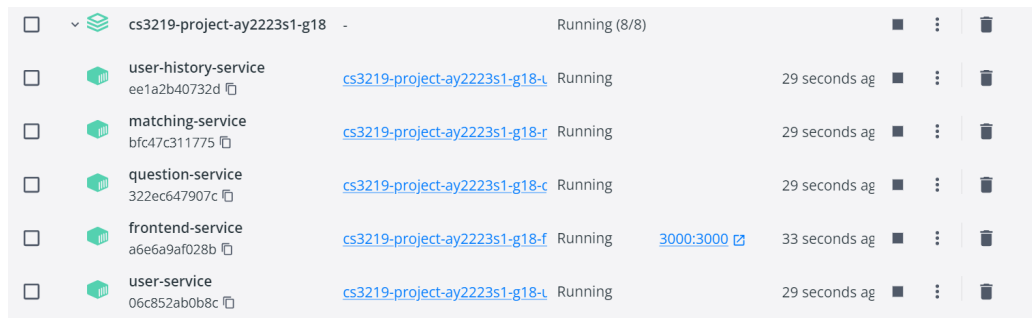 cs3219-project-ay2223s1-g18 - Running (8/8)
user-history-service
ee1a2b40732d cs3219-project-ay2223s1-g18-u Running 29 seconds ag
matching-service
bfc47c311775 cs3219-project-ay2223s1-g18-r Running 29 seconds ag
question-service
322ec647907c cs3219-project-ay2223s1-g18-c Running 29 seconds ag
frontend-service
a6e6a9af028b cs3219-project-ay2223s1-g18-f Running 3000:3000 33 seconds ag
user-service
06c852ab0b8c cs3219-project-ay2223s1-g18-u Running 29 seconds ag